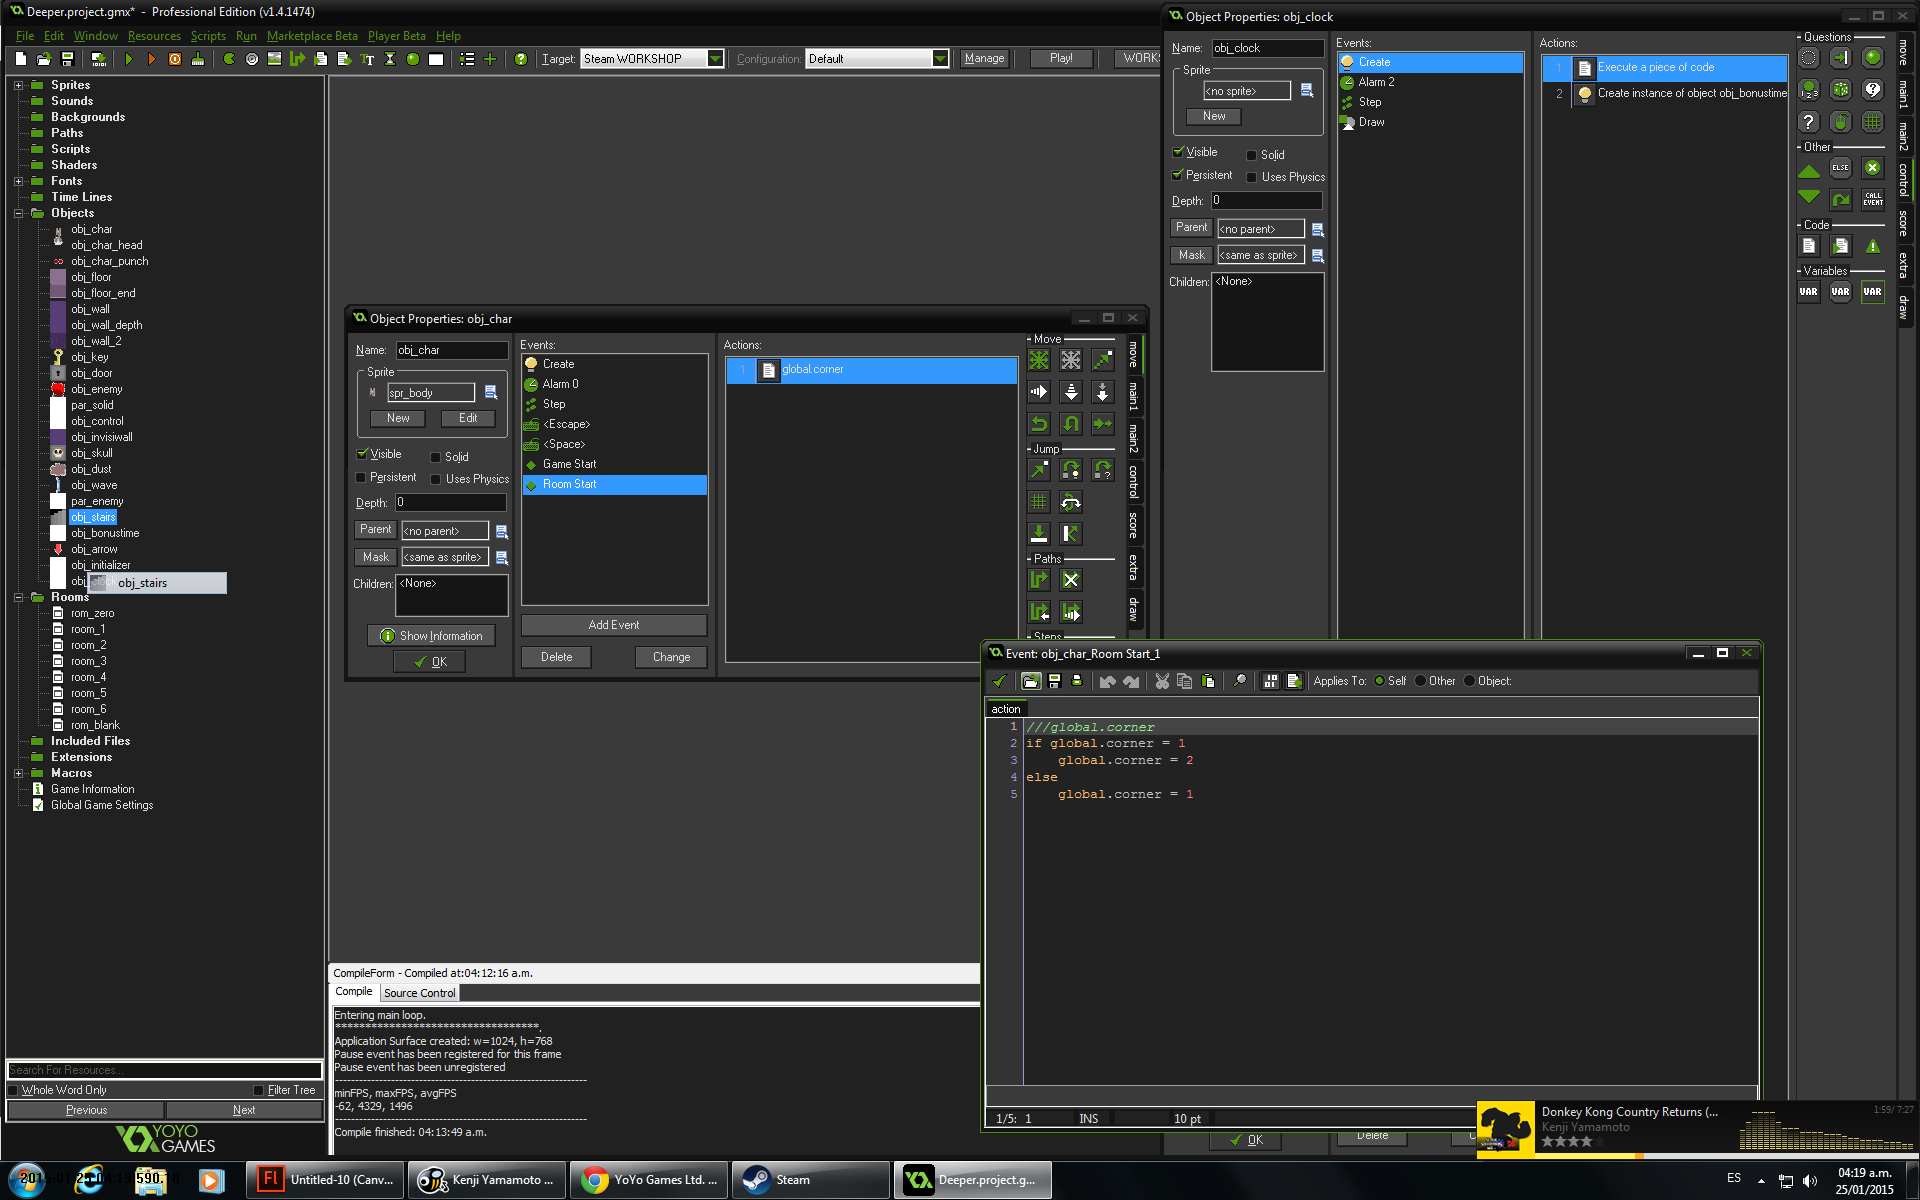 Deeper.project.gmx* - Professional Edition (v1.4.1474)
File Edit Window Resources Scripts Run Marketplace Beta Player Beta Help
Target: Steam WORKSHOP Configuration: Default Manage Play! WORK
Sprites
Sounds
Backgrounds
Paths
Scripts
Shaders
Fonts
Time Lines
Objects
obj_char
obj_char_head
obj_char_punch
obj_floor
obj_floor_end
obj_wall
obj_wall_depth
obj_wall_2
obj_key
obj_door
obj_enemy
par_solid
obj_control
obj_invisiwall
obj_skull
obj_dust
obj_wave
par_enemy
obj_stairs
obj_bonustime
obj_arrow
obj_initializer
obj_stairs
Rooms
rom_zero
room_1
room_2
room_3
room_4
room_5
room_6
rom_blank
Included Files
Extensions
Macros
Game Information
Global Game Settings
Search For Resources...
Whole Word Only Filter Tree
Previous Next
YOYO GAMES
Object Properties: obj_char
Name: obj_char
Sprite
spr_body
New Edit
Visible Solid
Persistent Uses Physics
Depth: 0
Parent <no parent>
Mask <same as sprite>
Children: <None>
Show Information
OK
Events:
Create
Alarm 0
Step
<Escape>
<Space>
Game Start
Room Start
Add Event
Delete Change
Actions:
1 global.corner
Move
Jump
Paths
Steps
move
main1
main2
control
score
extra
draw
Object Properties: obj_clock
Name: obj_clock
Sprite
<no sprite>
New
Visible Solid
Persistent Uses Physics
Depth: 0
Parent <no parent>
Mask <same as sprite>
Children: <None>
OK
Events:
Create
Alarm 2
Step
Draw
Delete
Actions:
1 Execute a piece of code
2 Create instance of object obj_bonustime
Questions
Other
ELSE
CALL EVENT
Code
Variables
VAR VAR VAR
move
main1
main2
control
score
extra
draw
Event: obj_char_Room Start_1
Applies To: Self Other Object:
action
1 ///global.corner
2 if global.corner = 1
3 global.corner = 2
4 else
5 global.corner = 1
1/5: 1 INS 10 pt
CompileForm - Compiled at:04:12:16 a.m.
Compile Source Control
Entering main loop.
Application Surface created: w=1024, h=768
Pause event has been registered for this frame
Pause event has been unregistered
minFPS, maxFPS, avgFPS
-62, 4329, 1496
Compile finished: 04:13:49 a.m.
Donkey Kong Country Returns (... 1:59/ 7:27
Kenji Yamamoto
Untitled-10 (Canv...
Kenji Yamamoto ...
YoYo Games Ltd. ...
Steam
Deeper.project.g...
ES
04:19 a.m.
25/01/2015